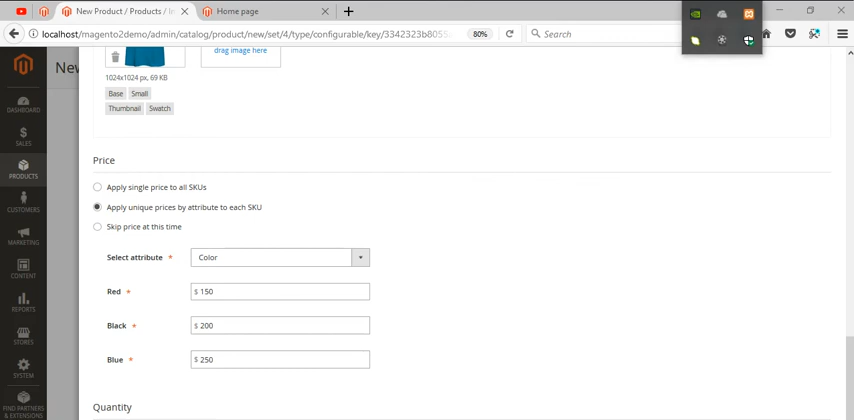 New Product / Products / In
Home page
localhost/magento2demo/admin/catalog/product/new/set/4/type/configurable/key/3342323b8055
80%
Search
New
drag image here
1024x1024 px, 69 KB
Base
Small
Thumbnail
Swatch
DASHBOARD
SALES
PRODUCTS
CUSTOMERS
MARKETING
CONTENT
REPORTS
STORES
SYSTEM
FIND PARTNERS
& EXTENSIONS
Price
Apply single price to all SKUs
Apply unique prices by attribute to each SKU
Skip price at this time
Select attribute *
Color
Red *
$ 150
Black *
$ 200
Blue *
$ 250
Quantity